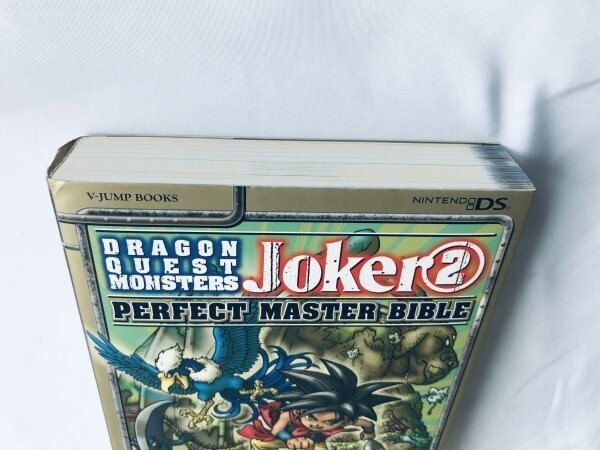 V-JUMP BOOKS
NINTENDO DS
DRAGON
QUEST
MONSTERS
Joker2
PERFECT MASTER BIBLE